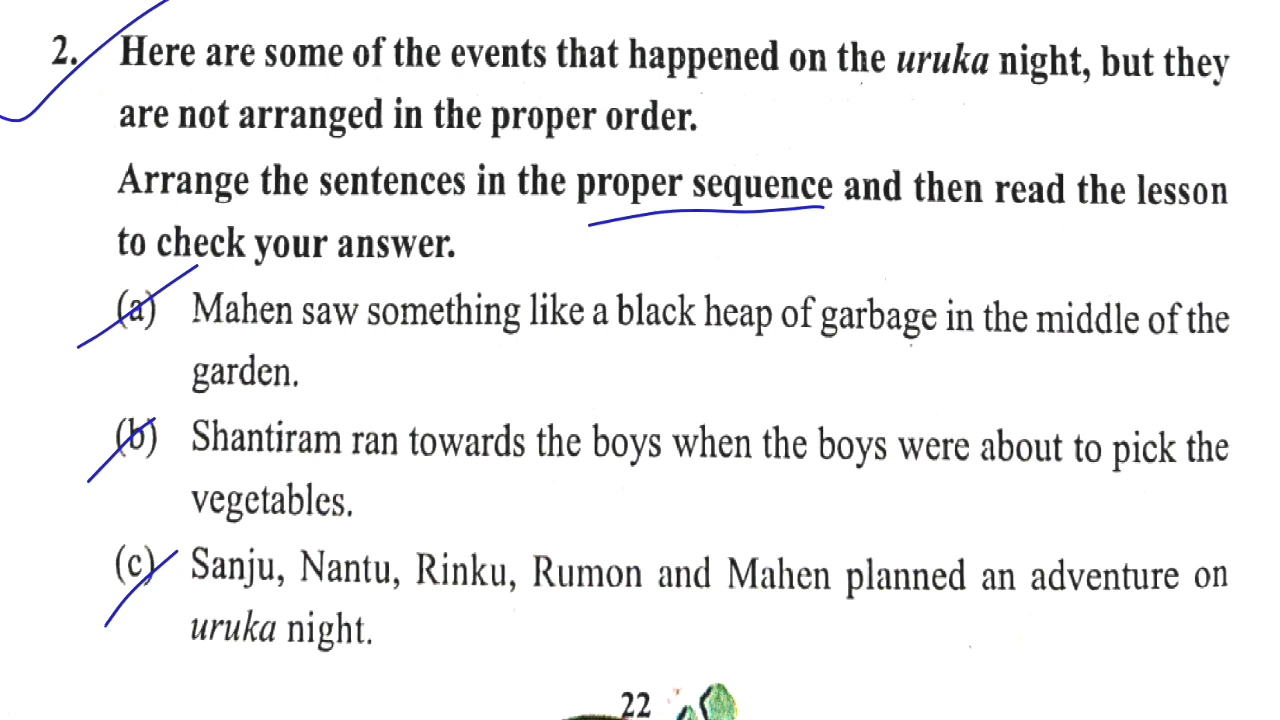 2. Here are some of the events that happened on the uruka night, but they
are not arranged in the proper order.
Arrange the sentences in the proper sequence and then read the lesson
to check your answer.
(a) Mahen saw something like a black heap of garbage in the middle of the
garden.
(b) Shantiram ran towards the boys when the boys were about to pick the
vegetables.
(c) Sanju, Nantu, Rinku, Rumon and Mahen planned an adventure on
uruka night.
22